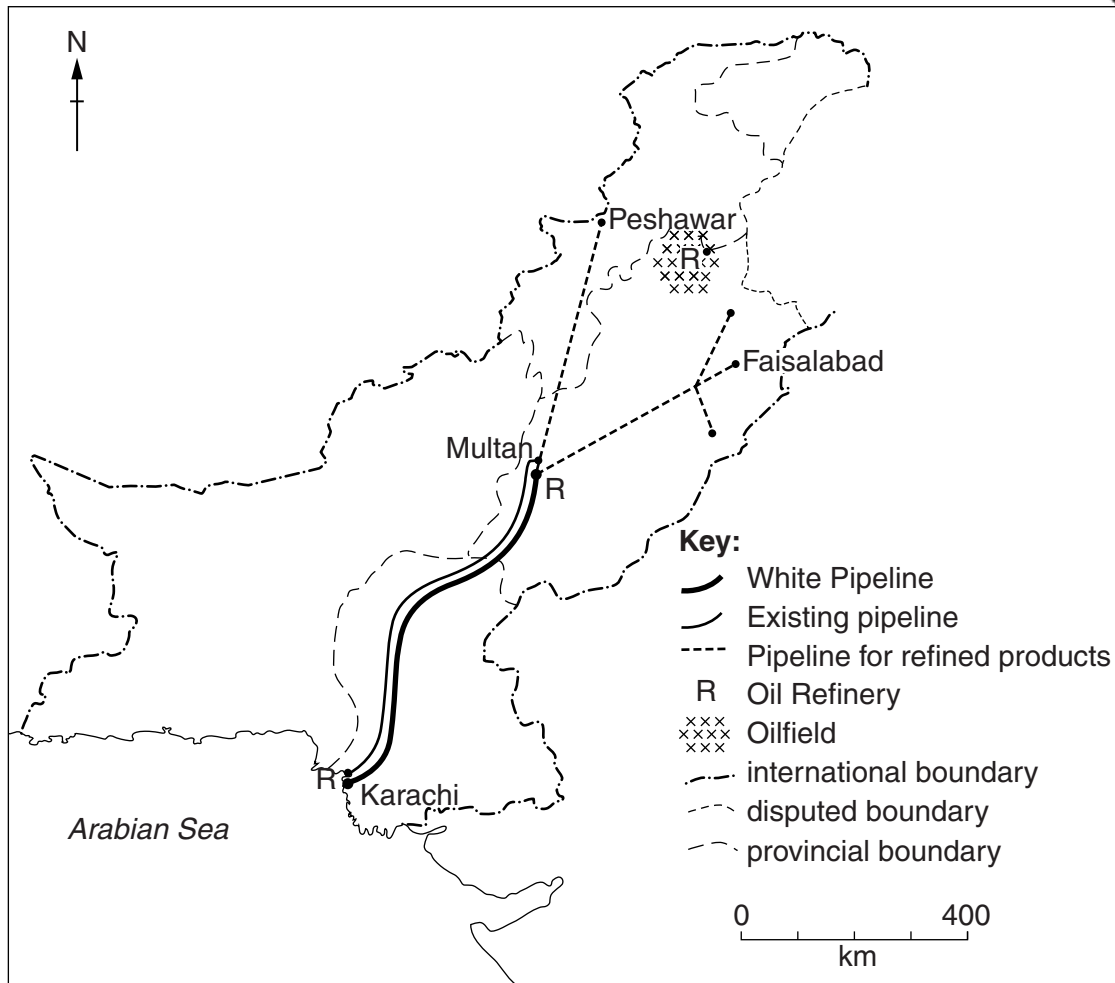 N
Peshawar
R
Faisalabad
Multan
R
Key:
White Pipeline
Existing pipeline
Pipeline for refined products
R Oil Refinery
Oilfield
international boundary
disputed boundary
provincial boundary
R
Karachi
Arabian Sea
0 400
km